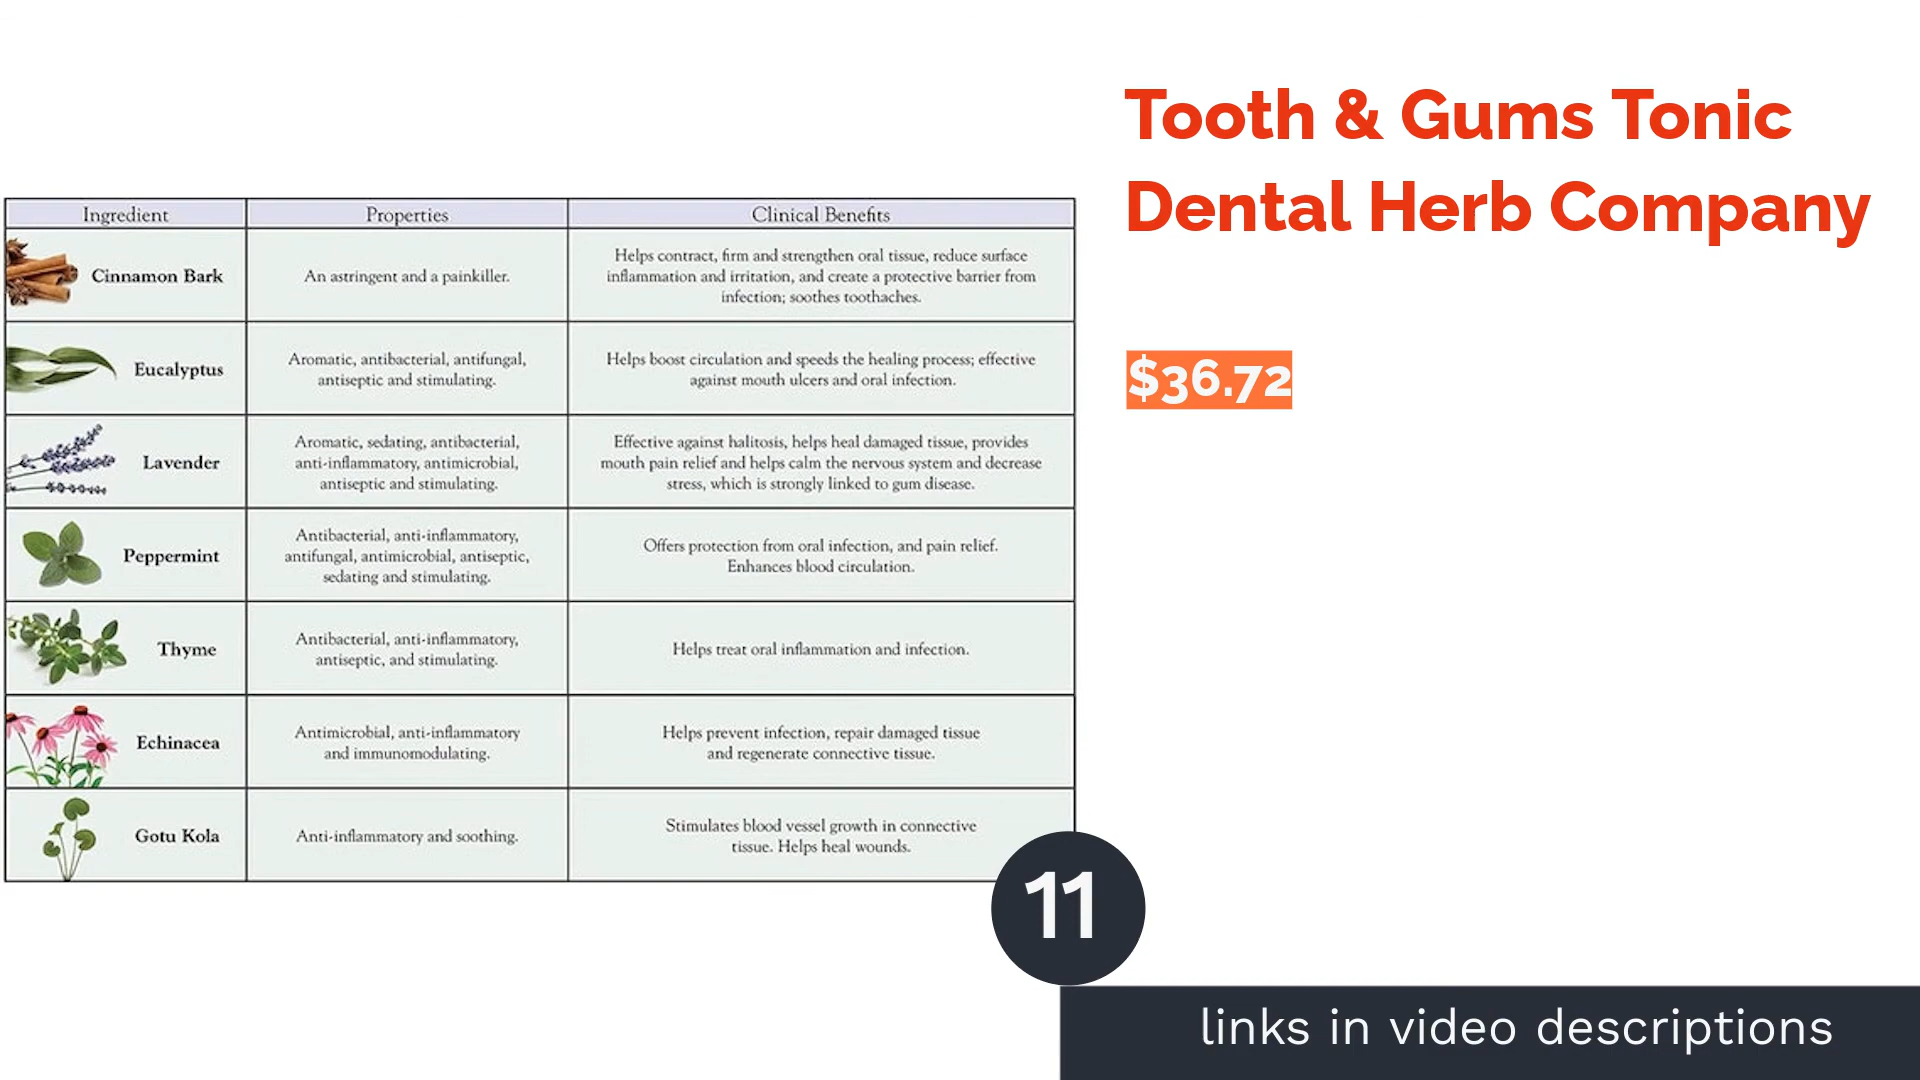 Tooth & Gums Tonic
Dental Herb Company
$36.72
Ingredient
Properties
Clinical Benefits
Cinnamon Bark
An astringent and a painkiller.
Helps contract, firm and strengthen oral tissue, reduce surface
inflammation and irritation, and create a protective barrier from
infection; soothes toothaches.
Eucalyptus
Aromatic, antibacterial, antifungal,
antiseptic and stimulating.
Helps boost circulation and speeds the healing process; effective
against mouth ulcers and oral infection.
Lavender
Aromatic, sedating, antibacterial,
anti-inflammatory, antimicrobial,
antiseptic and stimulating.
Effective against halitosis, helps heal damaged tissue, provides
mouth pain relief and helps calm the nervous system and decrease
stress, which is strongly linked to gum disease.
Peppermint
Antibacterial, anti-inflammatory,
antifungal, antimicrobial, antiseptic,
sedating and stimulating.
Offers protection from oral infection, and pain relief.
Enhances blood circulation.
Thyme
Antibacterial, anti-inflammatory,
antiseptic, and stimulating.
Helps treat oral inflammation and infection.
Echinacea
Antimicrobial, anti-inflammatory
and immunomodulating.
Helps prevent infection, repair damaged tissue
and regenerate connective tissue.
Gotu Kola
Anti-inflammatory and soothing.
Stimulates blood vessel growth in connective
tissue. Helps heal wounds.
11
links in video descriptions